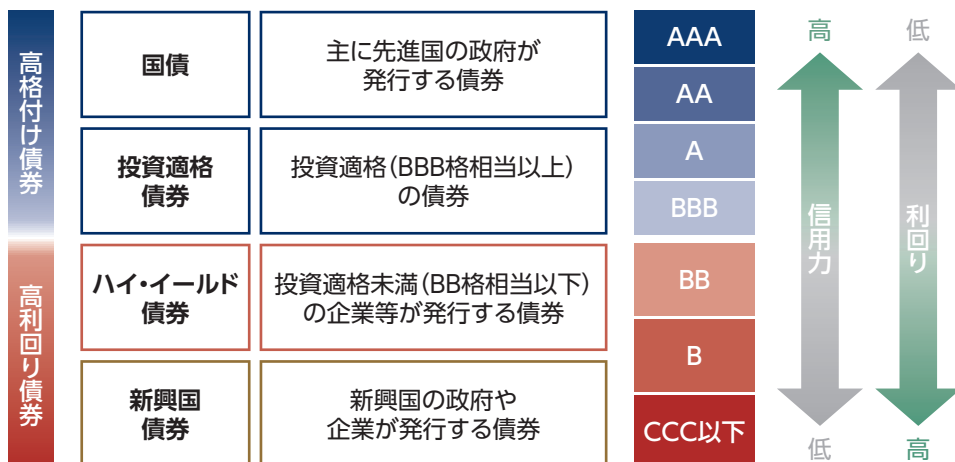 高格付け債券
高利回り債券
国債
主に先進国の政府が
発行する債券
投資適格
債券
投資適格(BBB格相当以上)
の債券
ハイ・イールド
債券
投資適格未満(BB格相当以下)
の企業等が発行する債券
新興国
債券
新興国の政府や
企業が発行する債券
AAA
AA
A
BBB
BB
B
CCC以下
高
信用力
低
低
利回り
高